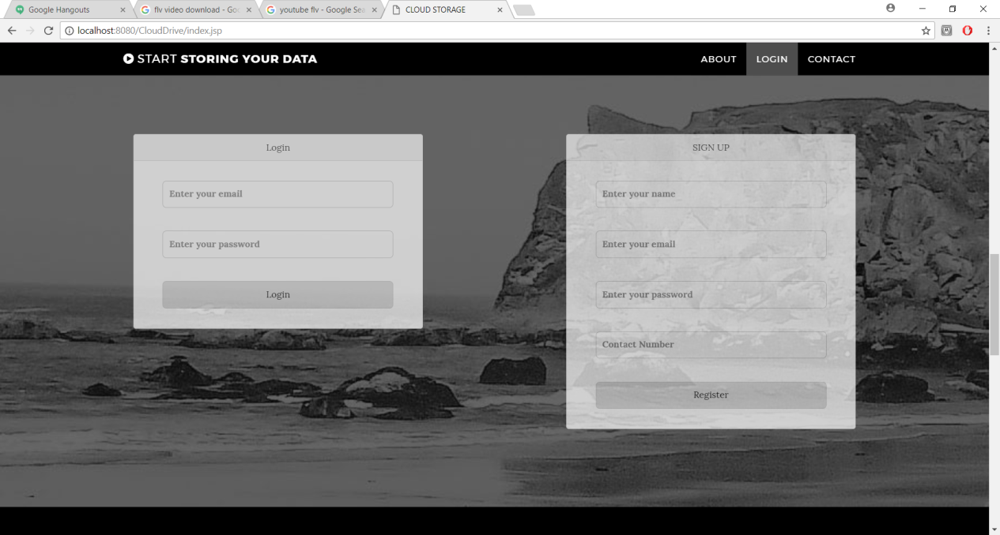 Google Hangouts
flv video download - Goo
youtube flv - Google Sea
CLOUD STORAGE
localhost:8080/CloudDrive/index.jsp
START STORING YOUR DATA
ABOUT
LOGIN
CONTACT
Login
Enter your email
Enter your password
Login
SIGN UP
Enter your name
Enter your email
Enter your password
Contact Number
Register